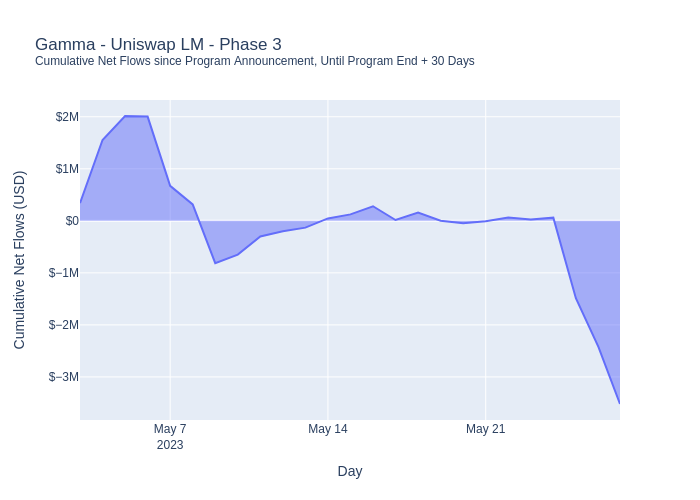 Gamma - Uniswap LM - Phase 3
Cumulative Net Flows since Program Announcement, Until Program End + 30 Days
Cumulative Net Flows (USD)
$2M
$1M
$0
$−1M
$−2M
$−3M
May 7
2023
May 14
May 21
Day